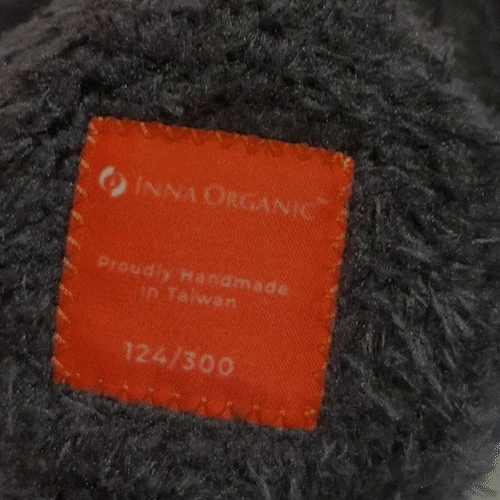 INNA ORGANIC™
Proudly Handmade
in Taiwan
124/300